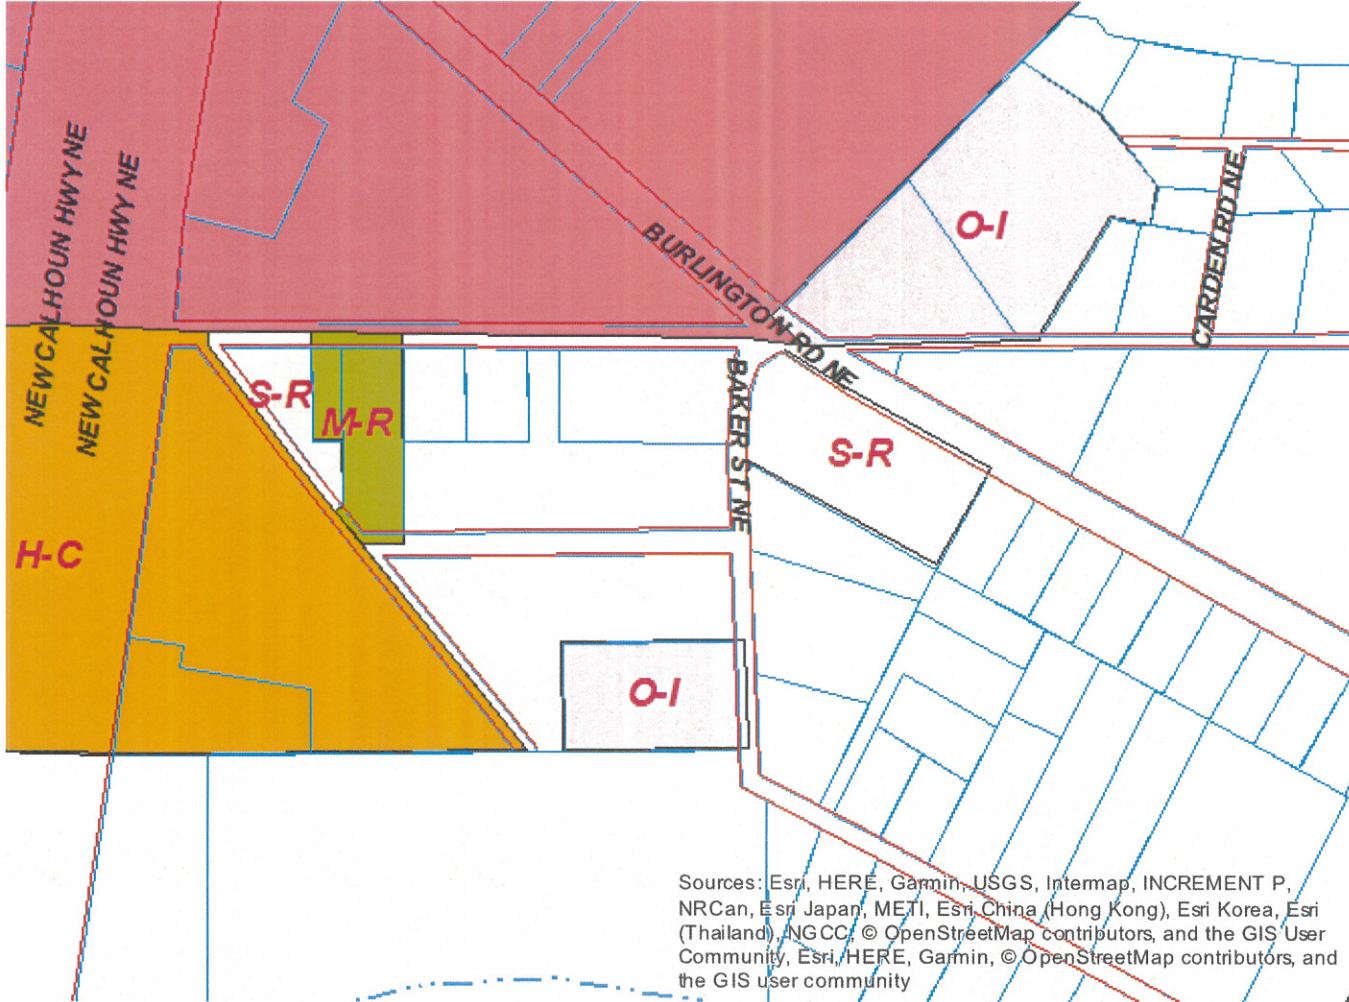 NEW CALHOUN HWY NE
NEW CALHOUN HWY NE
BURLINGTON RD NE
O-I
CARDEN RD NE
S-R
M-R
BAKER ST NE
S-R
H-C
O-I
Sources: Esri, HERE, Garmin, USGS, Intermap, INCREMENT P,
NRCan, Esri Japan, METI, Esri China (Hong Kong), Esri Korea, Esri
(Thailand), NGCC, © OpenStreetMap contributors, and the GIS User
Community, Esri, HERE, Garmin, © OpenStreetMap contributors, and
the GIS user community